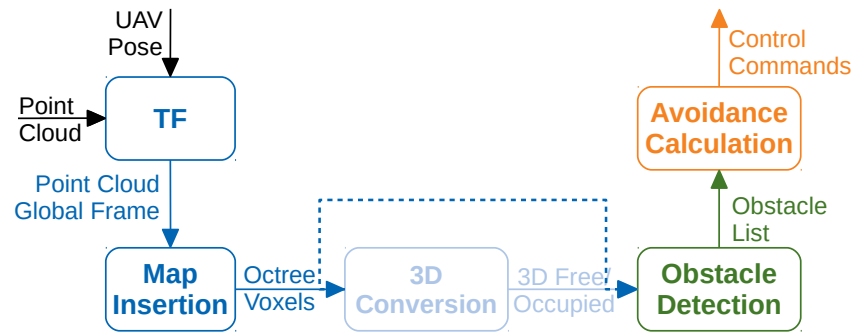 UAV
Pose
Point
Cloud
TF
Point Cloud
Global Frame
Map
Insertion
Octree
Voxels
3D
Conversion
3D Free/
Occupied
Obstacle
Detection
Obstacle
List
Avoidance
Calculation
Control
Commands